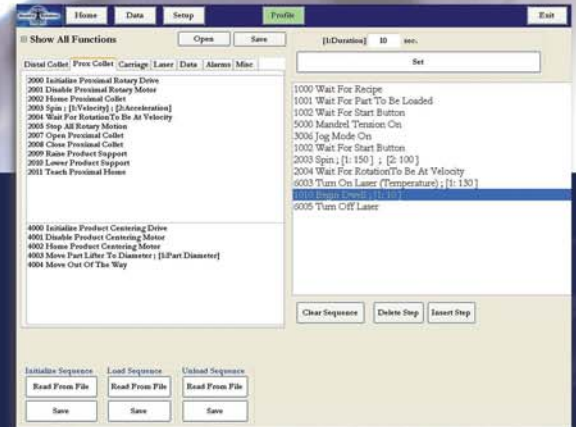 Home Data Setup Profile Exit
Show All Functions Open Save
[1:Duration] 10 sec.
Set
Distal Collet Prox Collet Carriage Laser Data Alarms Misc
2000 Initialize Proximal Rotary Drive
2001 Disable Proximal Rotary Motor
2002 Home Proximal Collet
2003 Spin ; [1:Velocity] ; [2:Acceleration]
2004 Wait For RotationTo Be At Velocity
2005 Stop All Rotary Motion
2007 Open Proximal Collet
2008 Close Proximal Collet
2009 Raise Product Support
2010 Lower Product Support
2011 Teach Proximal Home
4000 Initialize Product Centering Drive
4001 Disable Product Centering Motor
4002 Home Product Centering Motor
4003 Move Part Lifter To Diameter ; [1:Part Diameter]
4004 Move Out Of The Way
1000 Wait For Recipe
1001 Wait For Part To Be Loaded
1002 Wait For Start Button
5000 Mandrel Tension On
3006 Jog Mode On
1002 Wait For Start Button
2003 Spin ; [1: 150 ] ; [2: 100 ]
2004 Wait For RotationTo Be At Velocity
6003 Turn On Laser (Temperature) ; [1: 130 ]
1010 Begin Dwell ; [1: 10 ]
6005 Turn Off Laser
Clear Sequence Delete Step Insert Step
Initialize Sequence Load Sequence Unload Sequence
Read From File Read From File Read From File
Save Save Save